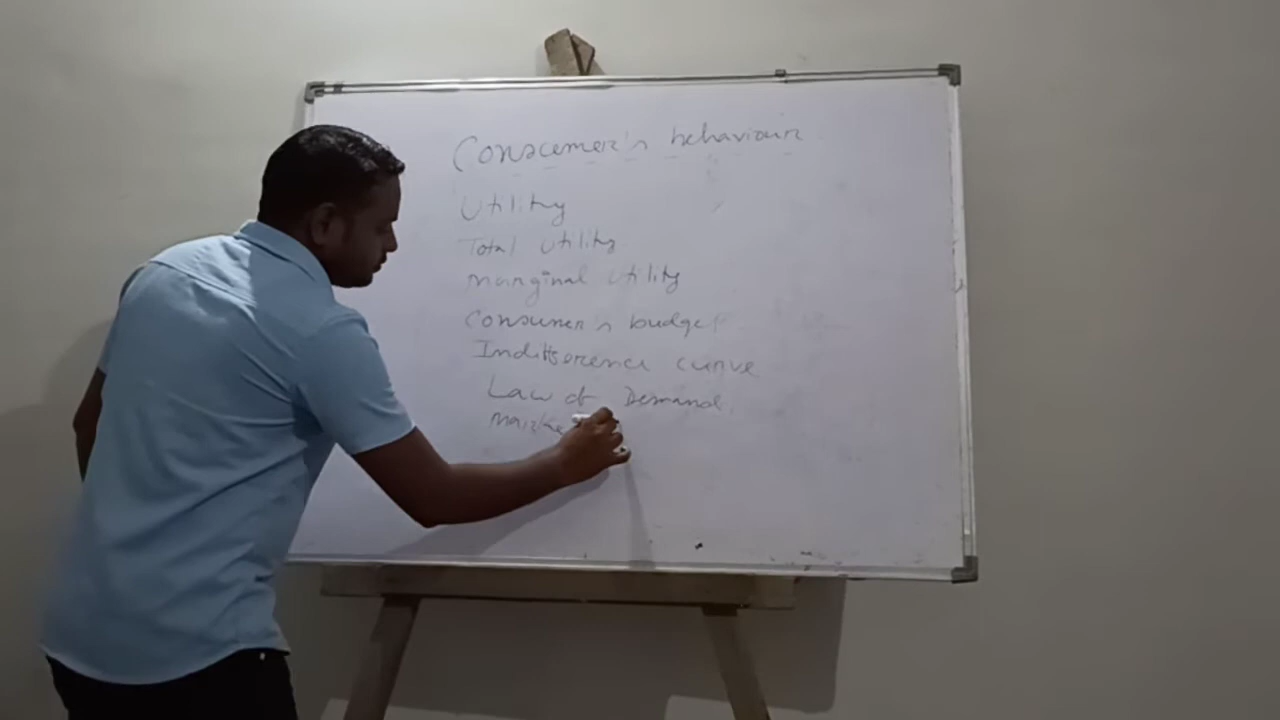 Consumer's behaviour
Utility
Total utility
Marginal utility
Consumer's budget
Indifference curve
Law of Demand
Marke